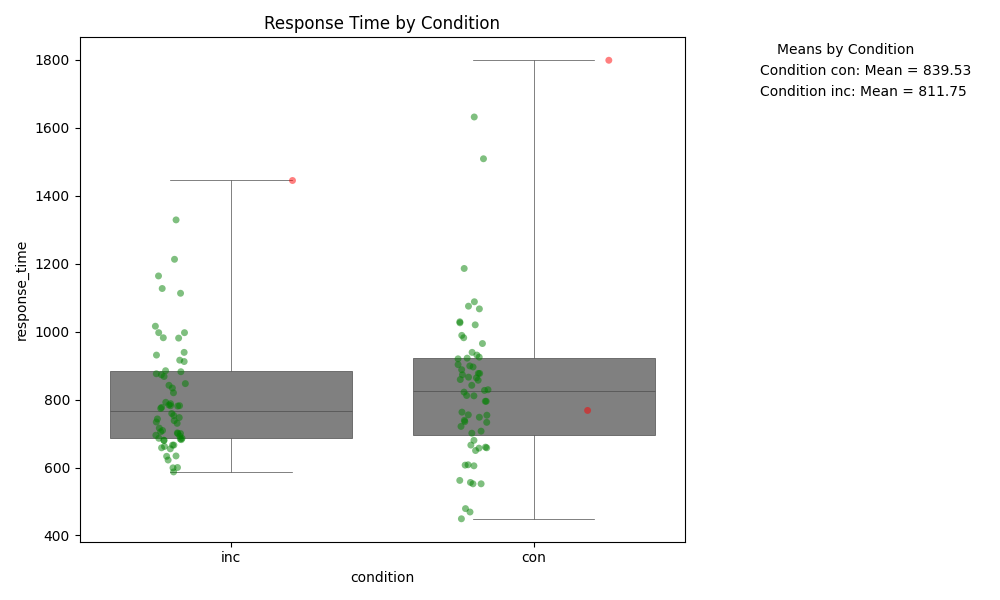 Response Time by Condition
Means by Condition
Condition con: Mean = 839.53
Condition inc: Mean = 811.75
1800
1600
1400
1200
1000
800
600
400
response_time
inc
con
condition